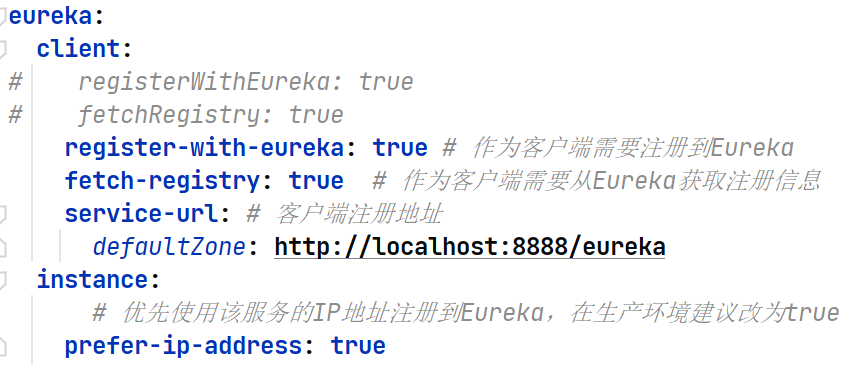 eureka:
  client:
#    registerWithEureka: true
#    fetchRegistry: true
    register-with-eureka: true # 作为客户端需要注册到Eureka
    fetch-registry: true  # 作为客户端需要从Eureka获取注册信息
    service-url: # 客户端注册地址
      defaultZone: http://localhost:8888/eureka
  instance:
      # 优先使用该服务的IP地址注册到Eureka，在生产环境建议改为true
    prefer-ip-address: true